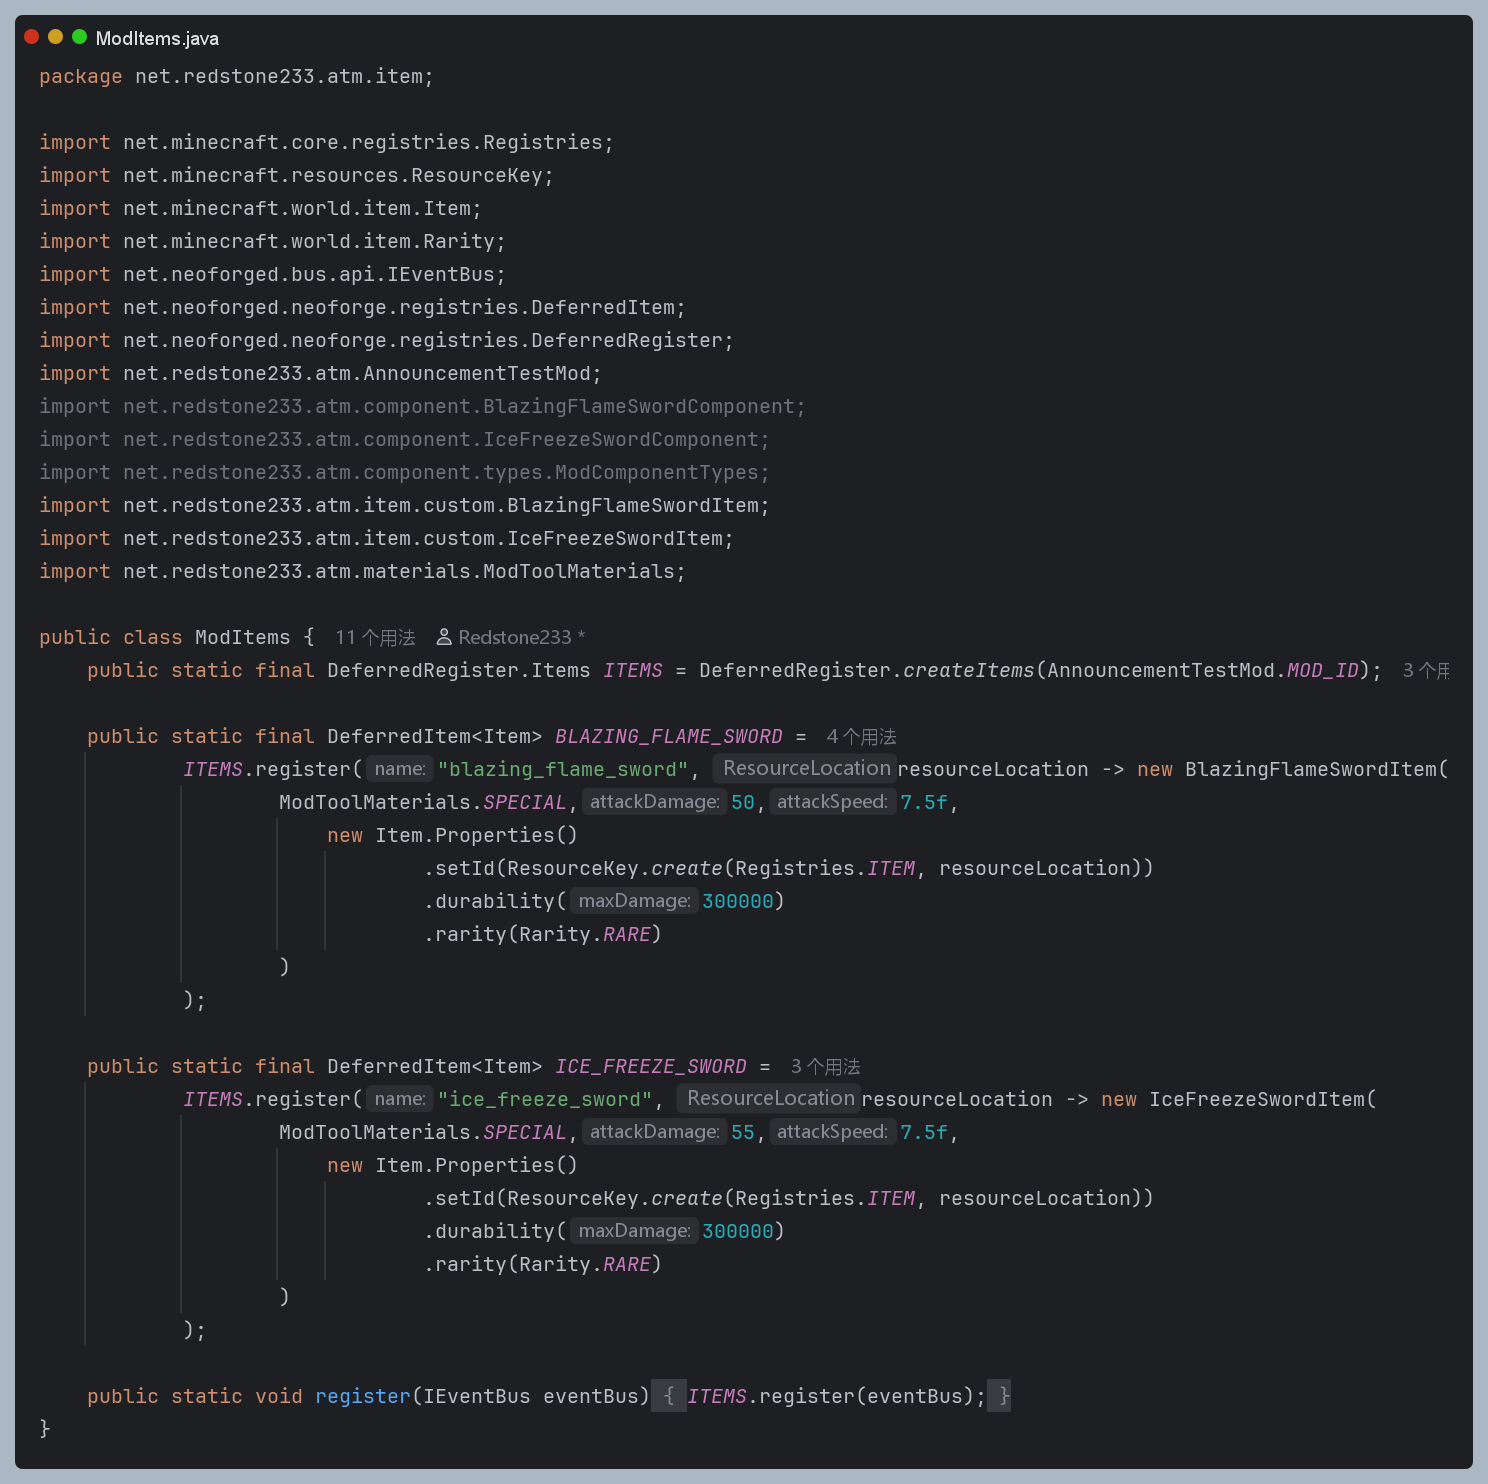 ModItems.java
package net.redstone233.atm.item;
import net.minecraft.core.registries.Registries;
import net.minecraft.resources.ResourceKey;
import net.minecraft.world.item.Item;
import net.minecraft.world.item.Rarity;
import net.neoforged.bus.api.IEventBus;
import net.neoforged.neoforge.registries.DeferredItem;
import net.neoforged.neoforge.registries.DeferredRegister;
import net.redstone233.atm.AnnouncementTestMod;
import net.redstone233.atm.component.BlazingFlameSwordComponent;
import net.redstone233.atm.component.IceFreezeSwordComponent;
import net.redstone233.atm.component.types.ModComponentTypes;
import net.redstone233.atm.item.custom.BlazingFlameSwordItem;
import net.redstone233.atm.item.custom.IceFreezeSwordItem;
import net.redstone233.atm.materials.ModToolMaterials;
public class ModItems { 11 个用法 Redstone233 *
public static final DeferredRegister.Items ITEMS = DeferredRegister.createItems(AnnouncementTestMod.MOD_ID); 3 个用
public static final DeferredItem<Item> BLAZING_FLAME_SWORD = 4 个用法
ITEMS.register( name: "blazing_flame_sword", ResourceLocation resourceLocation -> new BlazingFlameSwordItem(
ModToolMaterials.SPECIAL, attackDamage: 50, attackSpeed: 7.5f,
new Item.Properties()
.setId(ResourceKey.create(Registries.ITEM, resourceLocation))
.durability( maxDamage: 300000)
.rarity(Rarity.RARE)
)
);
public static final DeferredItem<Item> ICE_FREEZE_SWORD = 3 个用法
ITEMS.register( name: "ice_freeze_sword", ResourceLocation resourceLocation -> new IceFreezeSwordItem(
ModToolMaterials.SPECIAL, attackDamage: 55, attackSpeed: 7.5f,
new Item.Properties()
.setId(ResourceKey.create(Registries.ITEM, resourceLocation))
.durability( maxDamage: 300000)
.rarity(Rarity.RARE)
)
);
public static void register(IEventBus eventBus) { ITEMS.register(eventBus); }
}